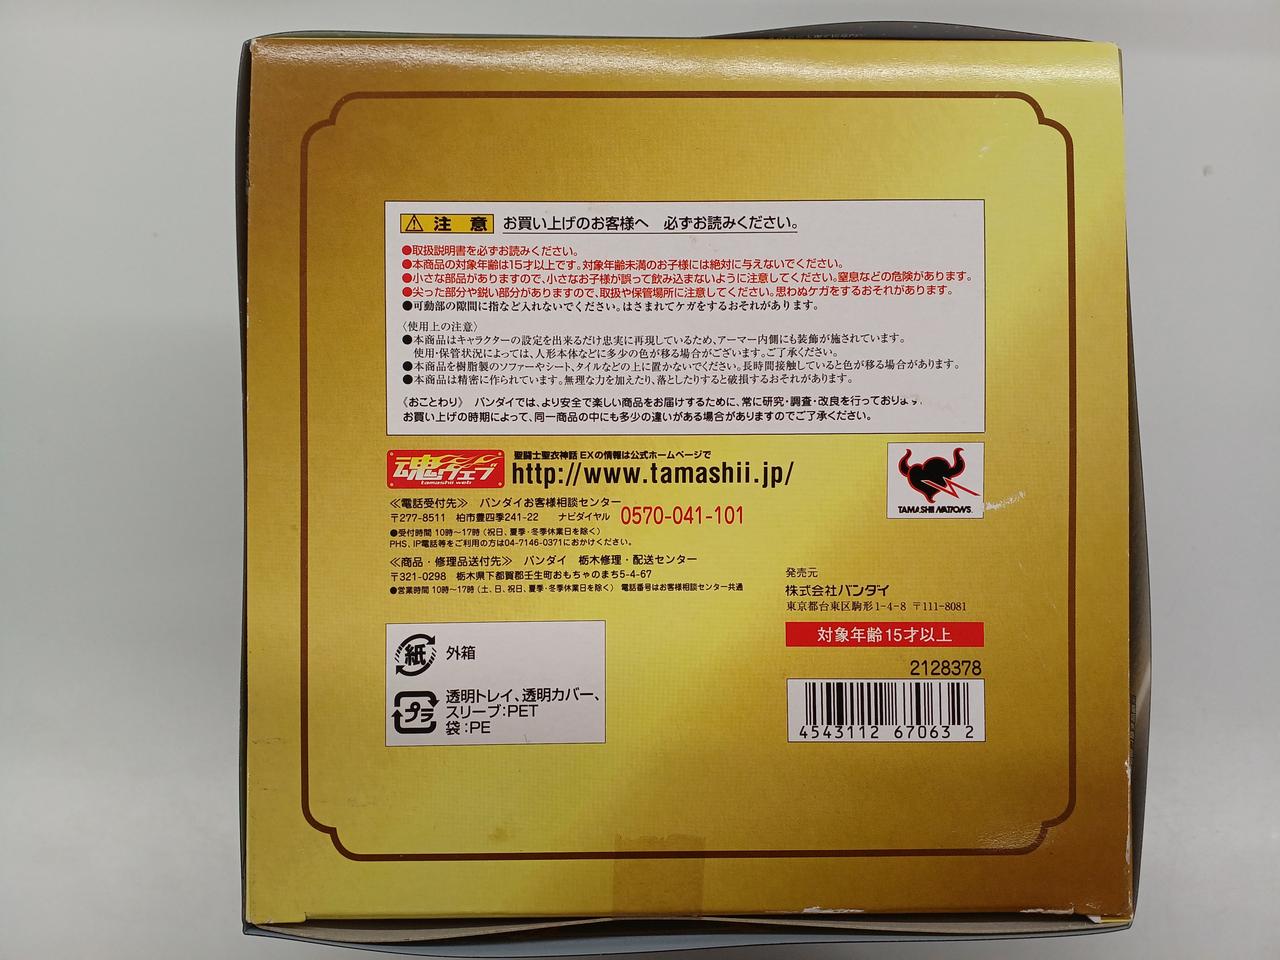 注意 お買い上げのお客様へ 必ずお読みください。
●取扱説明書を必ずお読みください。
●本商品の対象年齢は15才以上です。対象年齢未満のお子様には絶対に与えないでください。
●小さな部品がありますので、小さなお子様が誤って飲み込まないように注意してください。窒息などの危険があります。
●尖った部分や鋭い部分がありますので、取扱や保管場所に注意してください。思わぬケガをするおそれがあります。
●可動部の隙間に指など入れないでください。はさまれてケガをするおそれがあります。
〈使用上の注意〉
●本商品はキャラクターの設定を出来るだけ忠実に再現しているため、アーマー内側にも装飾が施されています。
使用・保管状況によっては、人形本体などに多少の色が移る場合がございます。ご了承ください。
●本商品を樹脂製のソファーやシート、タイルなどの上に置かないでください。長時間接触していると色が移る場合があります。
●本商品は精密に作られています。無理な力を加えたり、落としたりすると破損するおそれがあります。
《おことわり》 バンダイでは、より安全で楽しい商品をお届けするために、常に研究・調査・改良を行っております。
お買い上げの時期によって、同一商品の中にも多少の違いがある場合がありますのでご了承ください。
魂ウェブ
tamashii web
聖闘士聖衣神話 EXの情報は公式ホームページで
http://www.tamashii.jp/
TAMASHII NATIONS
≪電話受付先≫ バンダイお客様相談センター
〒277-8511 柏市豊四季241-22 ナビダイヤル 0570-041-101
●受付時間 10時～17時 (祝日、夏季・冬季休業日を除く)
PHS、IP電話等をご利用の方は04-7146-0371におかけください。
≪商品・修理品送付先≫ バンダイ 栃木修理・配送センター
〒321-0298 栃木県下都賀郡壬生町おもちゃのまち5-4-67
●営業時間 10時～17時 (土、日、祝日、夏季・冬季休業日を除く) 電話番号はお客様相談センター共通
発売元
株式会社バンダイ
東京都台東区駒形1-4-8 〒111-8081
対象年齢15才以上
2128378
4543112 67063 2
紙 外箱
プラ 透明トレイ、透明カバー、
スリーブ:PET
袋:PE